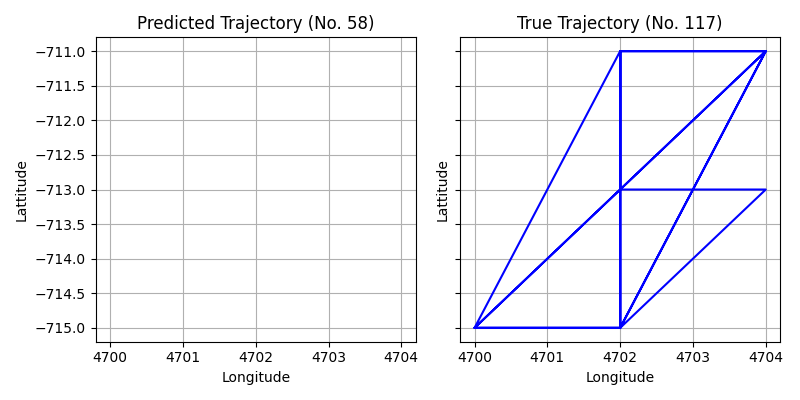 Predicted Trajectory (No. 58)
True Trajectory (No. 117)
−711.0
−711.5
−712.0
−712.5
−713.0
−713.5
−714.0
−714.5
−715.0
Lattitude
Lattitude
4700 4701 4702 4703 4704
4700 4701 4702 4703 4704
Longitude
Longitude